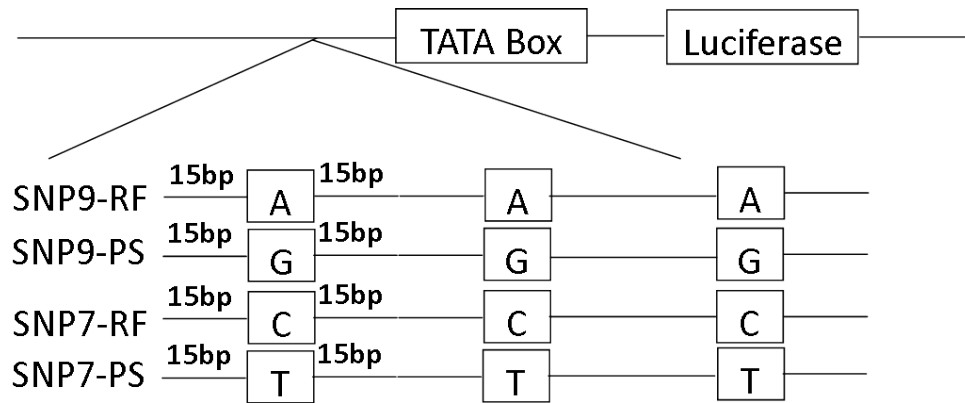 TATA Box Luciferase
15bp 15bp
SNP9-RF A A A
15bp 15bp
SNP9-PS G G G
15bp 15bp
SNP7-RF C C C
15bp 15bp
SNP7-PS T T T